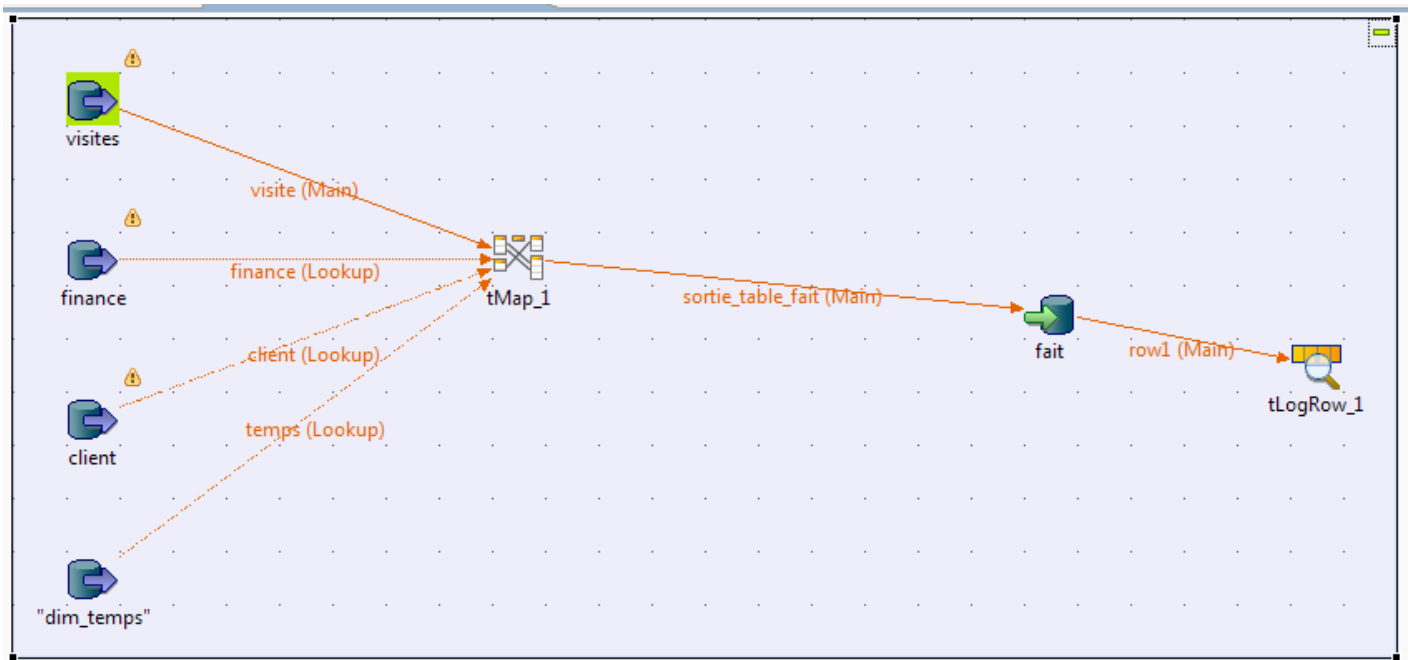 visites
visite (Main)
finance
finance (Lookup)
tMap_1
sortie_table_fait (Main)
fait
row1 (Main)
tLogRow_1
client (Lookup)
client
temps (Lookup)
"dim_temps"